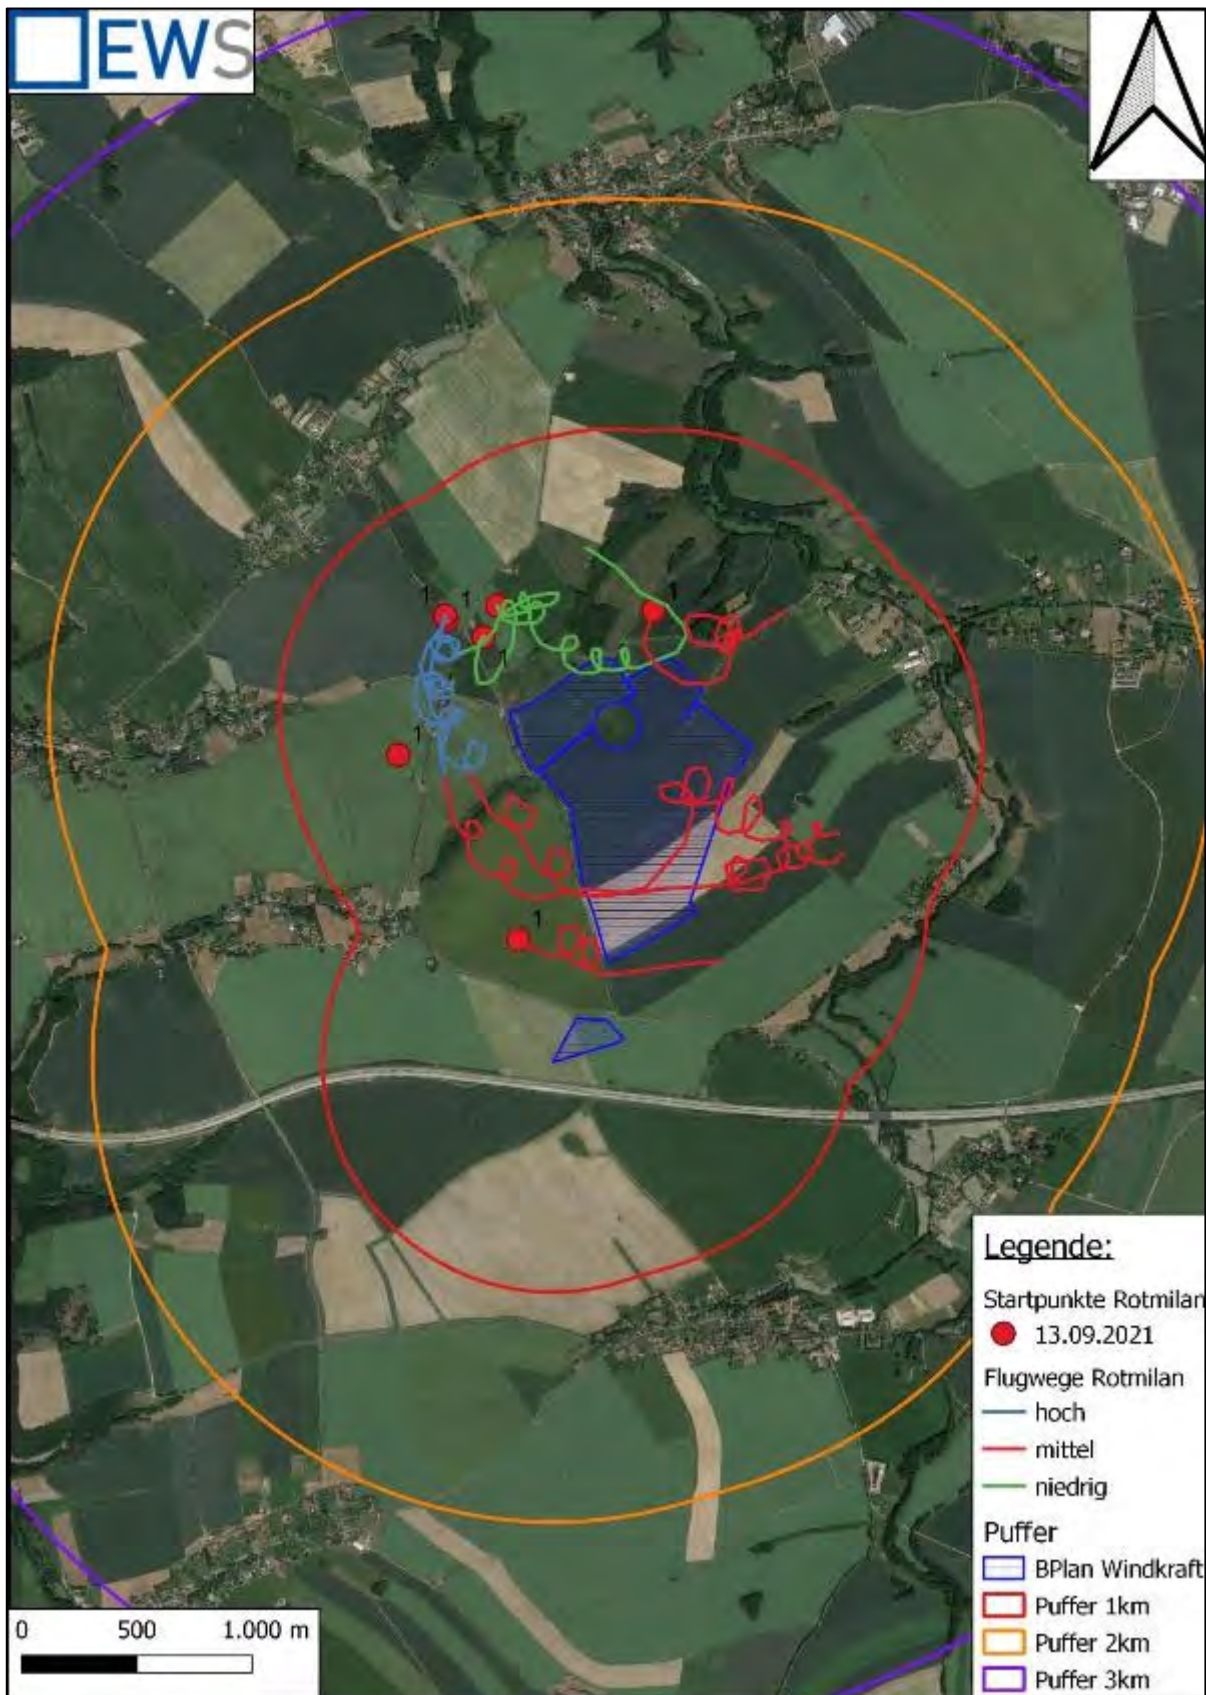 EWS
1
1
1
1
1
1
Legende:
Startpunkte Rotmilan
13.09.2021
Flugwege Rotmilan
hoch
mittel
niedrig
Puffer
BPlan Windkraft
Puffer 1km
Puffer 2km
Puffer 3km
0 500 1.000 m